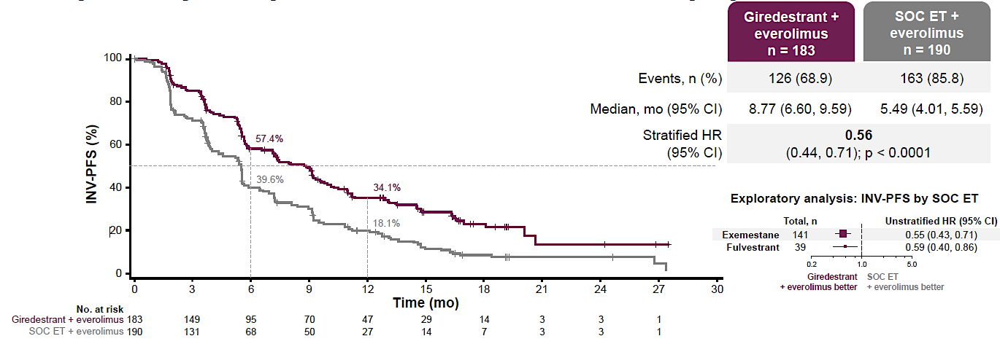 Giredestrant +
everolimus
n = 183
SOC ET +
everolimus
n = 190
Events, n (%) 126 (68.9) 163 (85.8)
Median, mo (95% CI) 8.77 (6.60, 9.59) 5.49 (4.01, 5.59)
Stratified HR
(95% CI)
0.56
(0.44, 0.71); p < 0.0001
INV-PFS (%)
100
80
60
40
20
0
57.4%
39.6%
34.1%
18.1%
0 3 6 9 12 15 18 21 24 27 30
Time (mo)
No. at risk
Giredestrant + everolimus 183 149 95 70 47 29 14 3 3 1
SOC ET + everolimus 190 131 68 50 27 14 7 3 3 1
Exploratory analysis: INV-PFS by SOC ET
Total, n Unstratified HR (95% CI)
Exemestane 141 0.55 (0.43, 0.71)
Fulvestrant 39 0.59 (0.40, 0.86)
0.2 1.0 5.0
Giredestrant
+ everolimus better
SOC ET
+ everolimus better